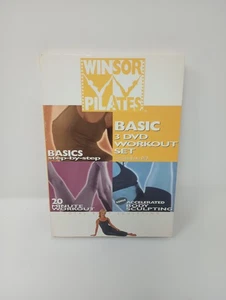 WINSOR
PILATES
BASIC
3 DVD
WORKOUT
SET
BASICS
step-by-step
20
MINUTE
WORKOUT
ACCELERATED
BODY
SCULPTING